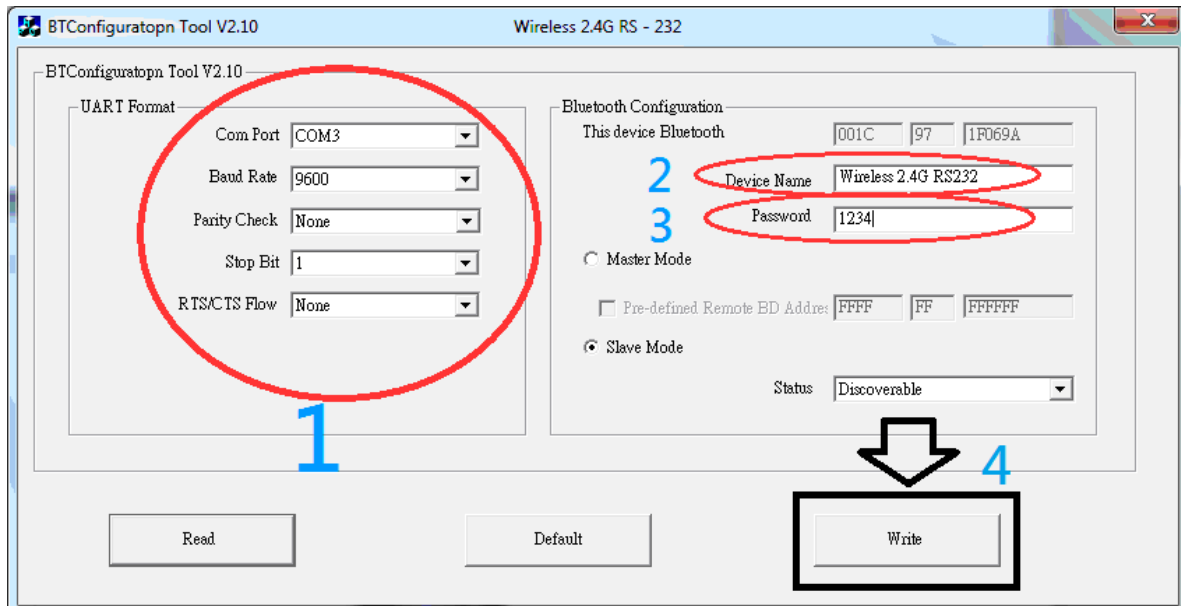 BTConfiguratopn Tool V2.10 Wireless 2.4G RS - 232
BTConfiguratopn Tool V2.10
UART Format
Com Port COM3
Baud Rate 9600
Parity Check None
Stop Bit 1
RTS/CTS Flow None
1
Bluetooth Configuration
This device Bluetooth 001C 97 1F069A
2 Device Name Wireless 2.4G RS232
3 Password 1234
Master Mode
Pre-defined Remote BD Addres FFFF FF FFFFFF
Slave Mode
Status Discoverable
4
Read Default Write